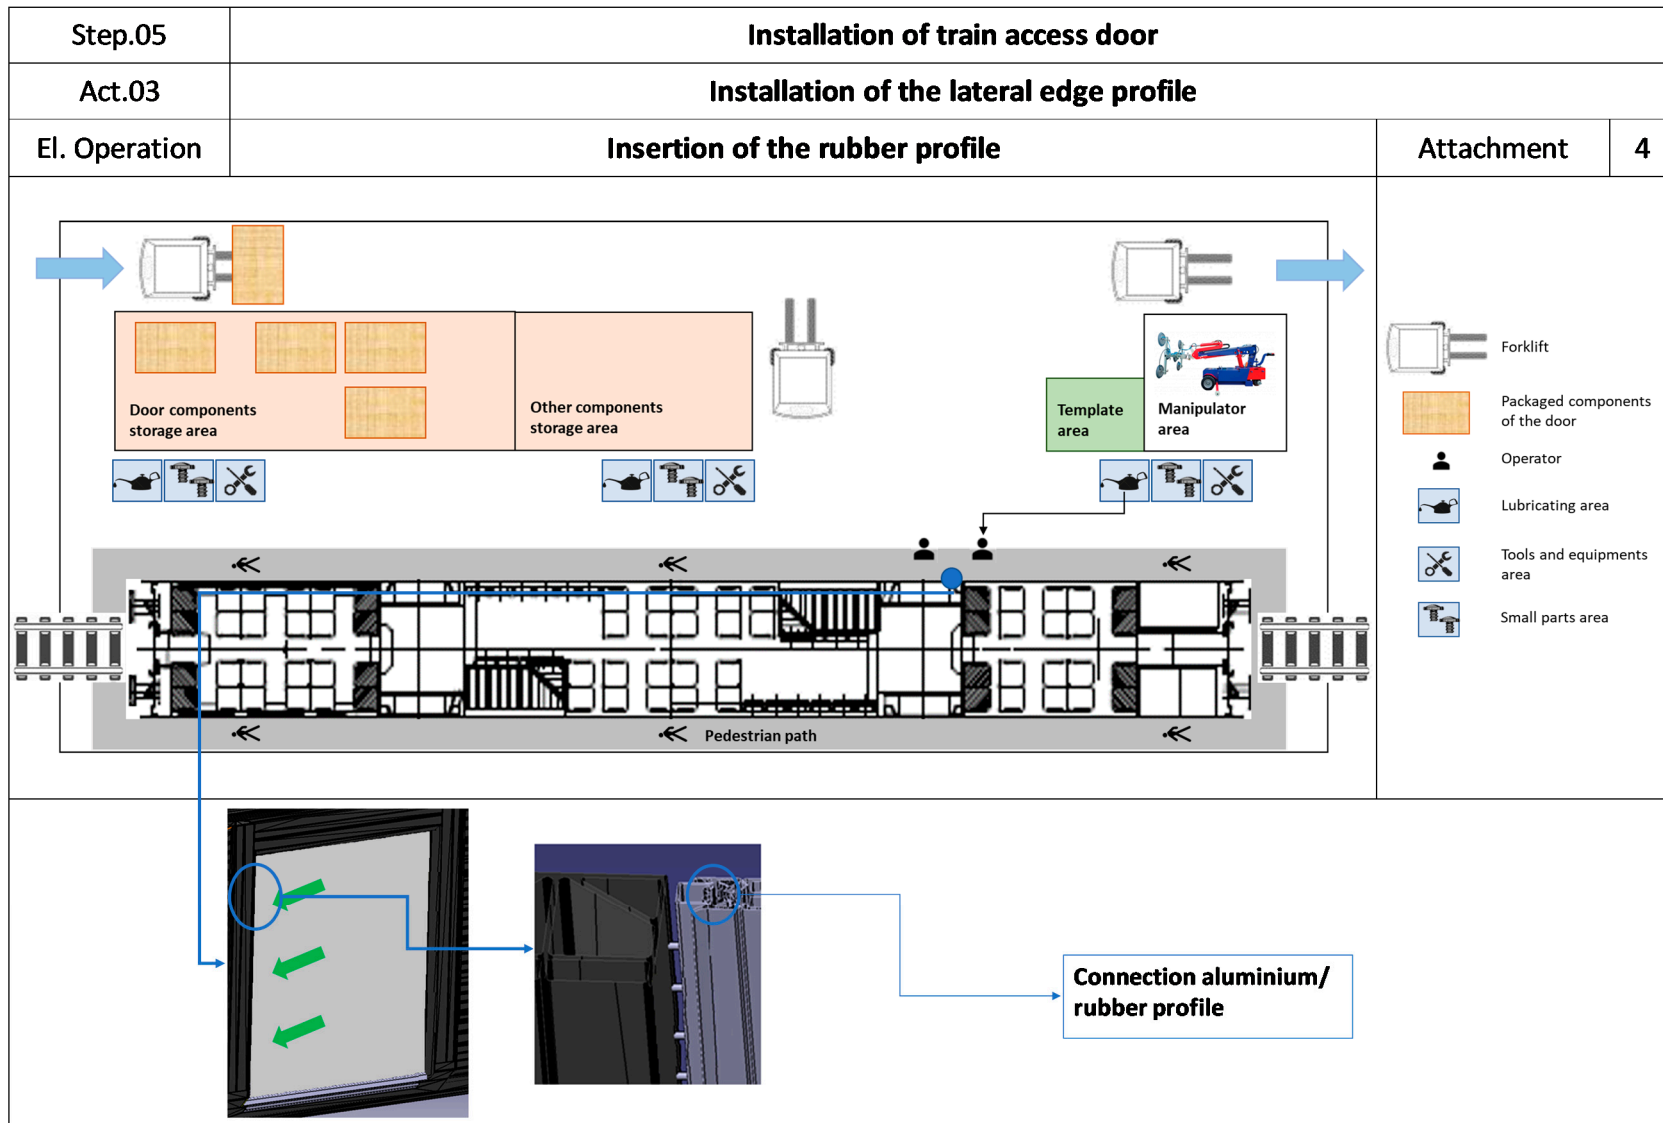 Step.05
Installation of train access door
Act.03
Installation of the lateral edge profile
El. Operation
Insertion of the rubber profile
Attachment
4
Door components
storage area
Other components
storage area
Template
area
Manipulator
area
Pedestrian path
Forklift
Packaged components
of the door
Operator
Lubricating area
Tools and equipments
area
Small parts area
Connection aluminium/
rubber profile